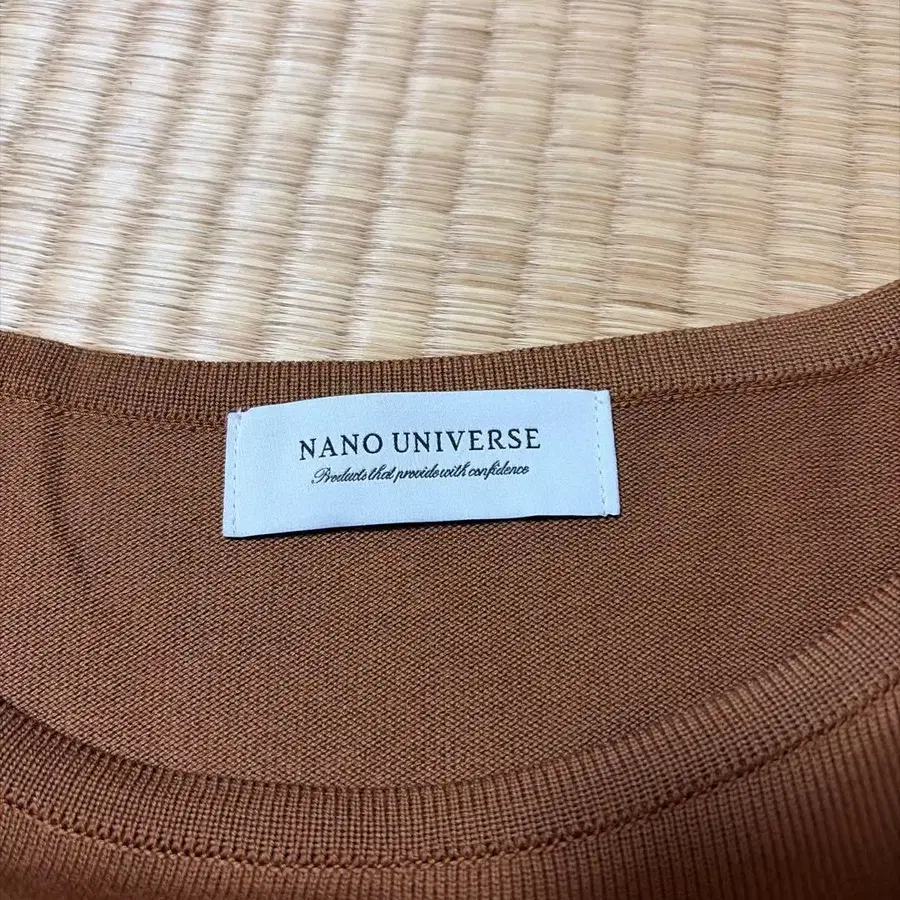 NANO UNIVERSE
Products that provide with confidence